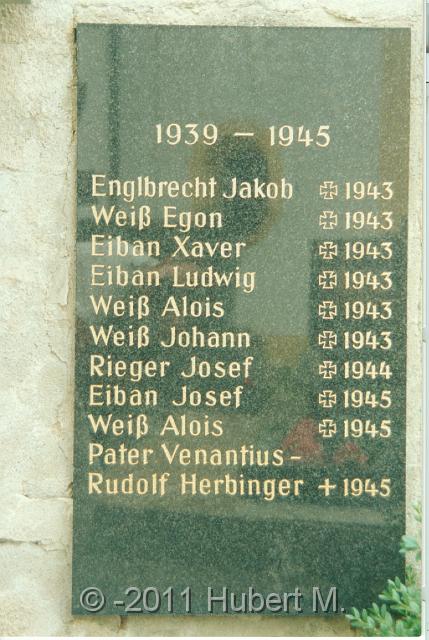 1939 – 1945
Englbrecht Jakob ✠ 1943
Weiß Egon ✠ 1943
Eiban Xaver ✠ 1943
Eiban Ludwig ✠ 1943
Weiß Alois ✠ 1943
Weiß Johann ✠ 1943
Rieger Josef ✠ 1944
Eiban Josef ✠ 1945
Weiß Alois ✠ 1945
Pater Venantius –
Rudolf Herbinger + 1945
© -2011 Hubert M.